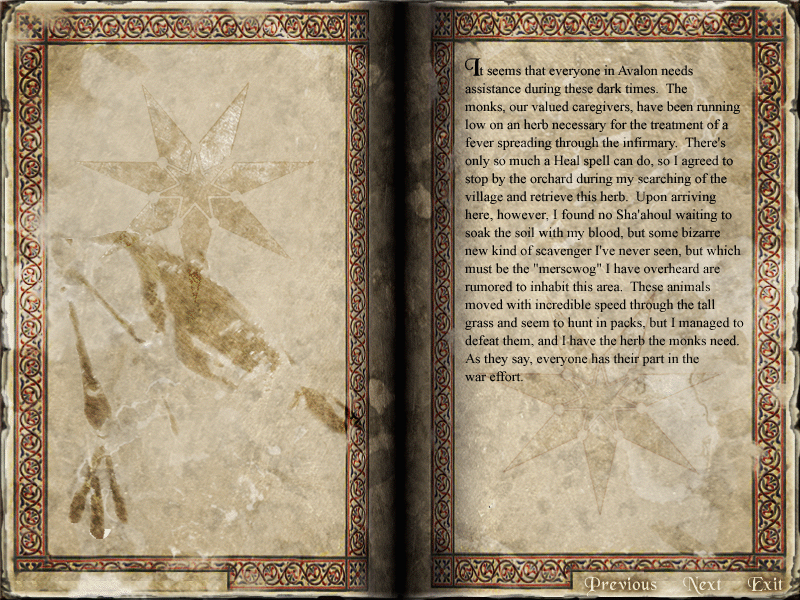 It seems that everyone in Avalon needs
assistance during these dark times.  The
monks, our valued caregivers, have been running
low on an herb necessary for the treatment of a
fever spreading through the infirmary.  There's
only so much a Heal spell can do, so I agreed to
stop by the orchard during my searching of the
village and retrieve this herb.  Upon arriving
here, however, I found no Sha'ahoul waiting to
soak the soil with my blood, but some bizarre
new kind of scavenger I've never seen, but which
must be the "merscwog" I have overheard are
rumored to inhabit this area.  These animals
moved with incredible speed through the tall
grass and seem to hunt in packs, but I managed to
defeat them, and I have the herb the monks need.
As they say, everyone has their part in the
war effort.
Previous Next Exit